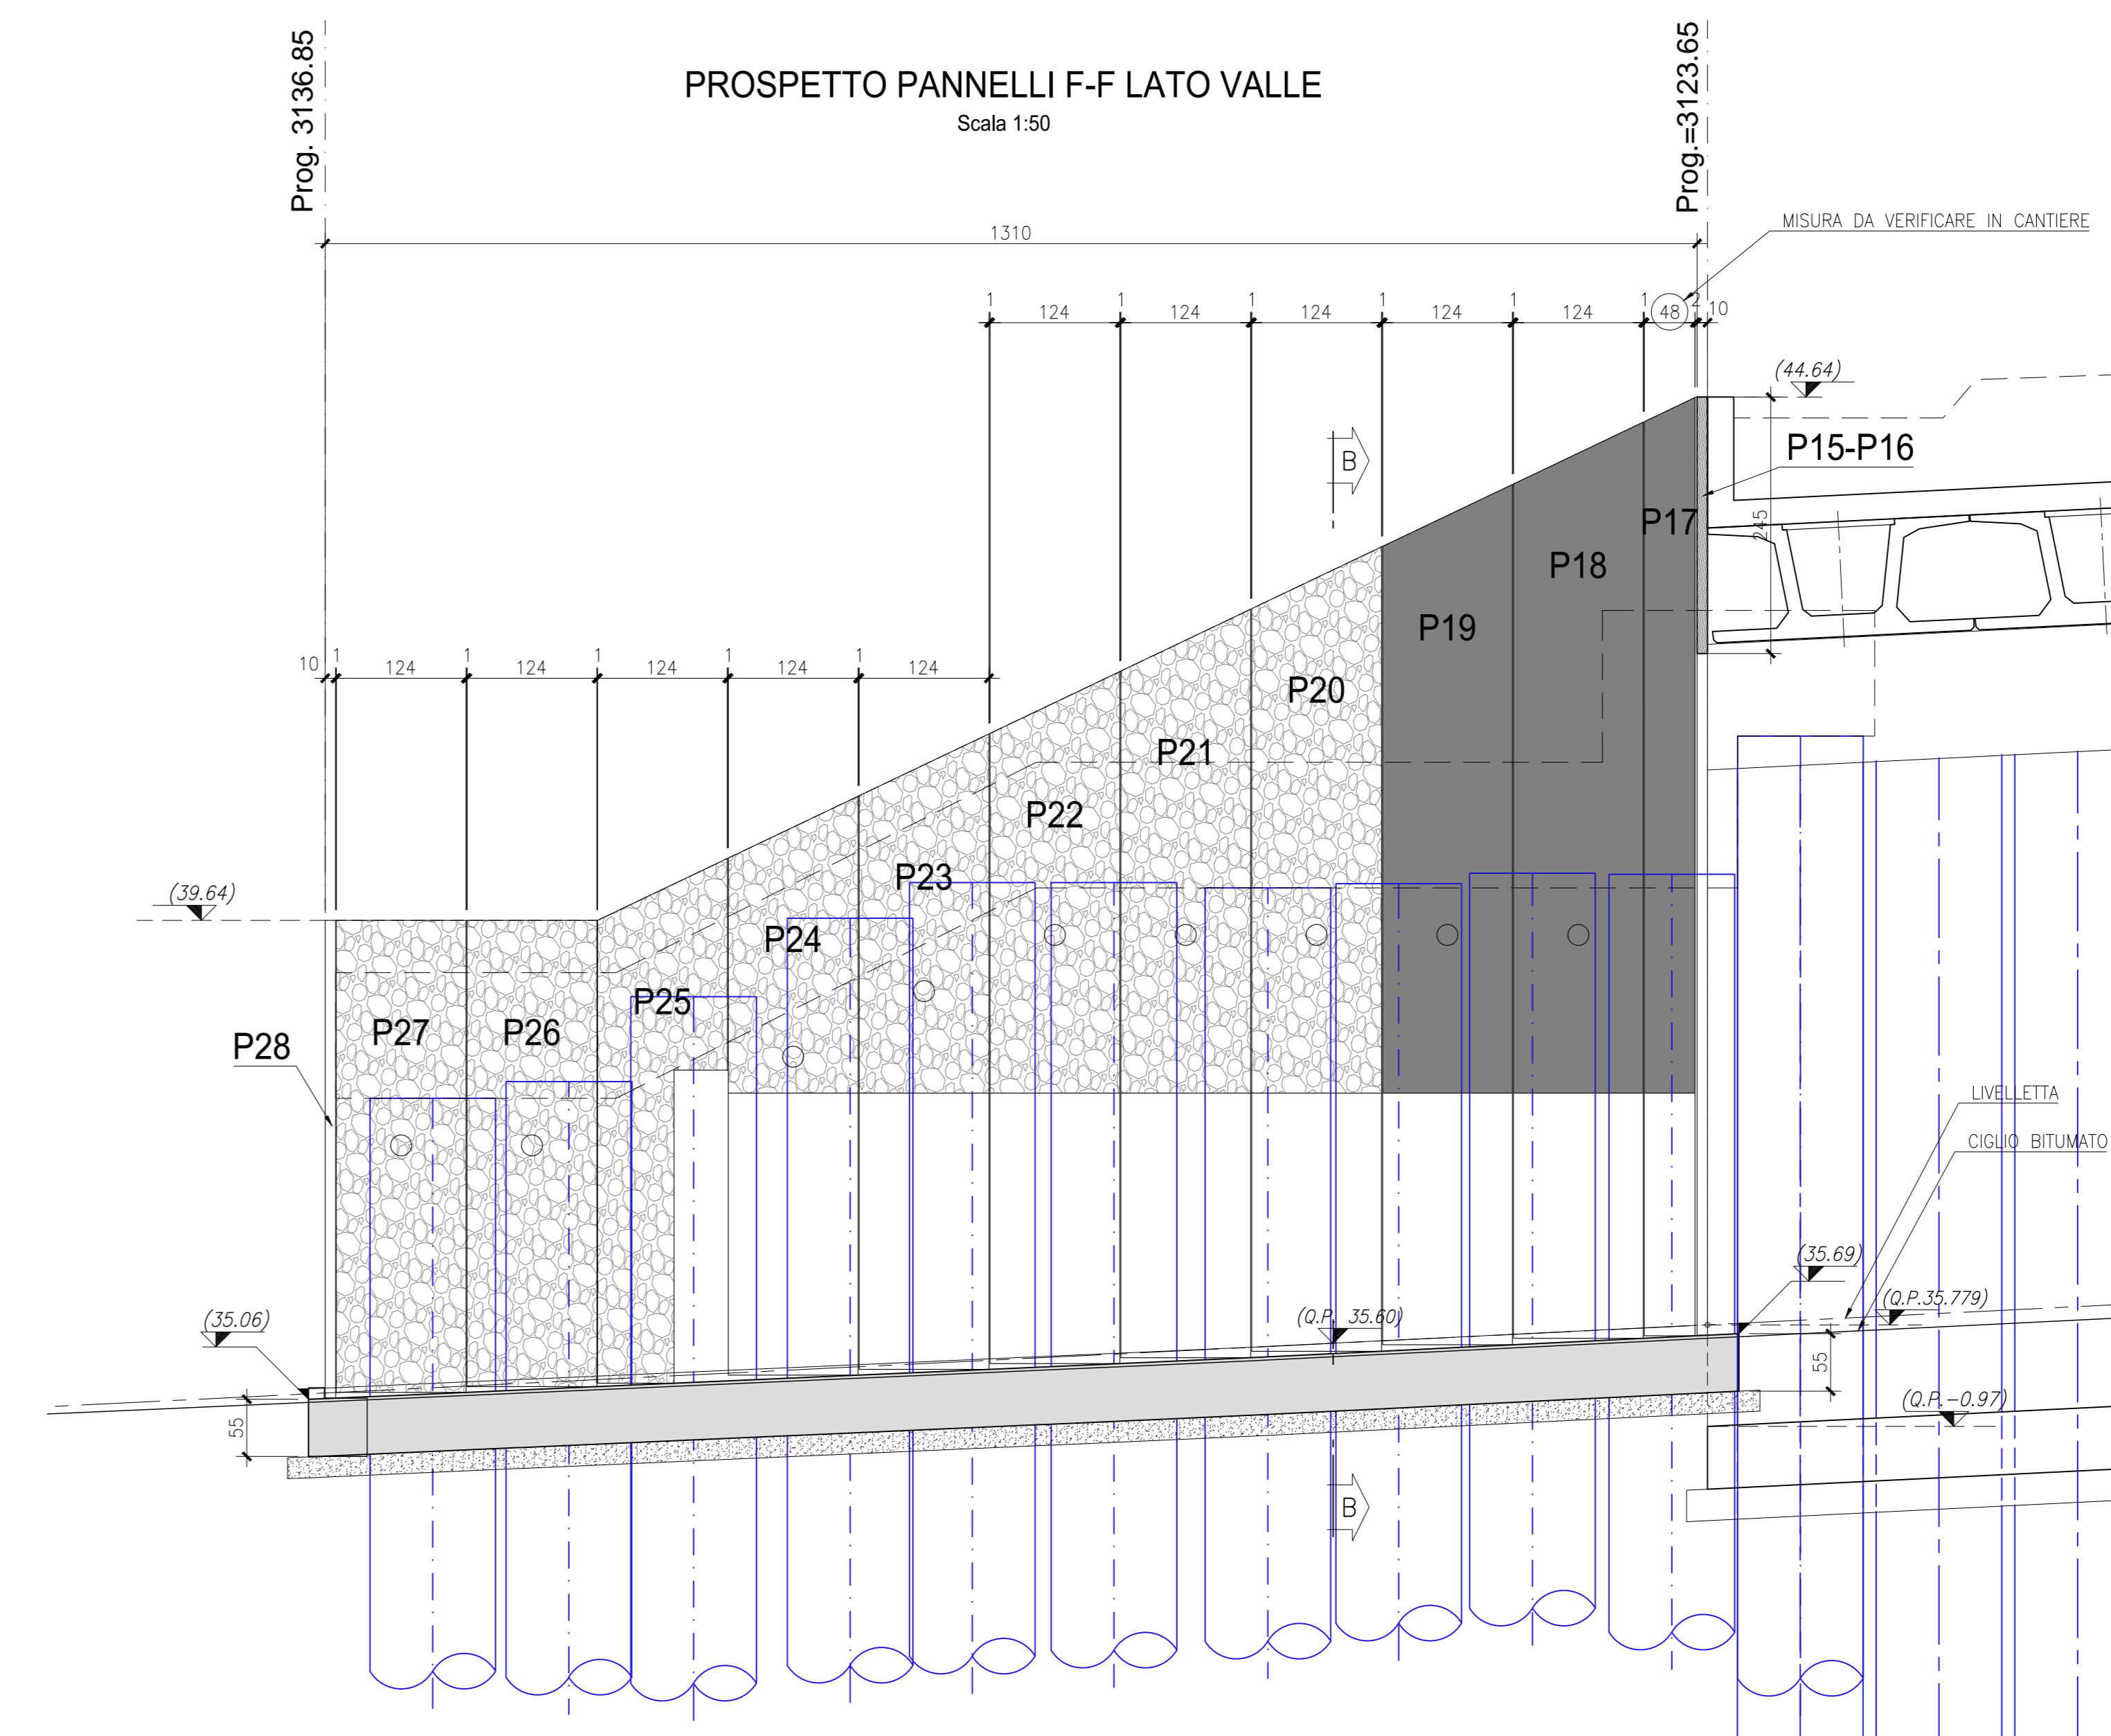 Prog. 3136.85
PROSPETTO PANNELLI F-F LATO VALLE
Scala 1:50
Prog.=3123.65
MISURA DA VERIFICARE IN CANTIERE
1310
1 124 1 124 1 124 1 124 1 124 1 48 2 10
(44.64)
B
P15-P16
245
P17
P18
P19
P20
10 1 124 1 124 1 124 1 124 1 124
P21
P22
P23
(39.64)
P24
P25
P26
P27
P28
LIVELLETTA
CIGLIO BITUMATO
(35.69)
(Q.P.35.779)
(35.06)
(Q.P. 35.60)
55
(Q.P.-0.97)
55
B